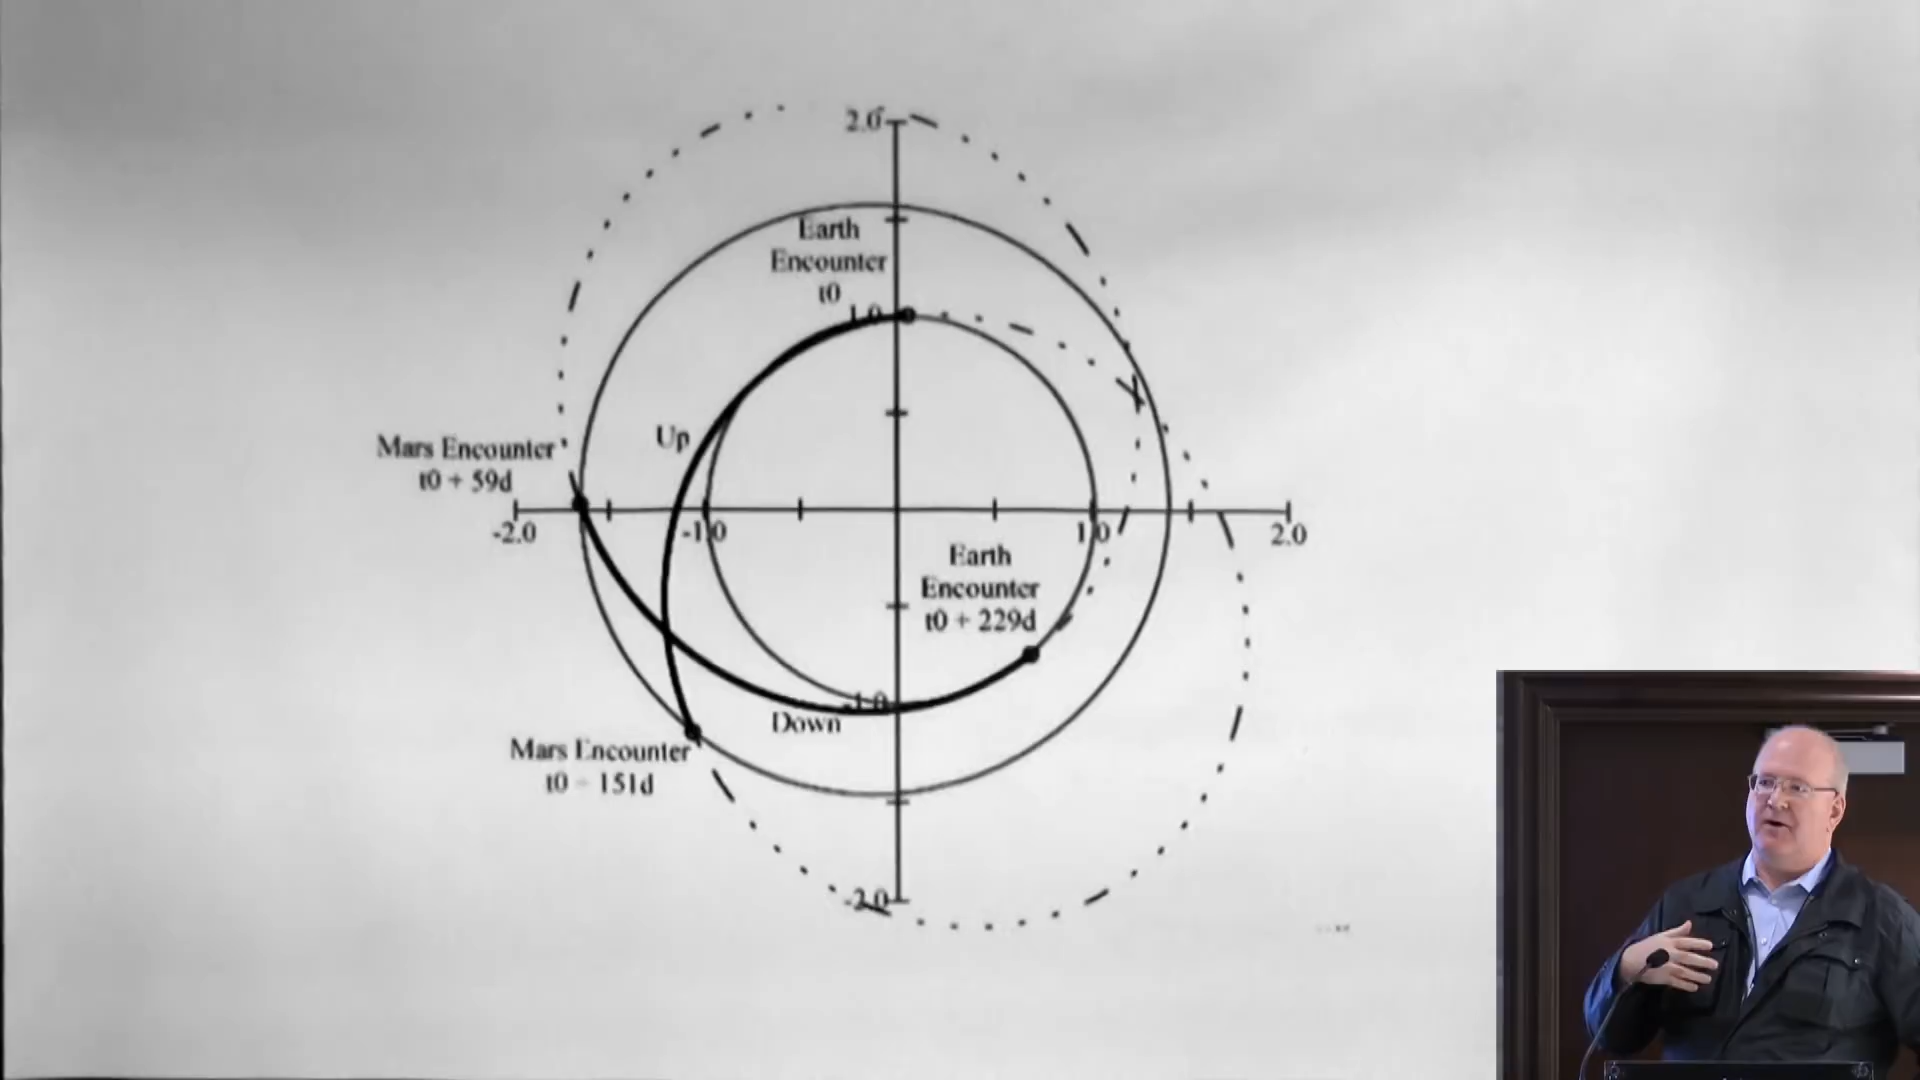 2.0
Earth
Encounter
t0
1.0
Up
Mars Encounter
t0 + 59d
-2.0
-1.0
1.0
2.0
Earth
Encounter
t0 + 229d
-1.0
Down
Mars Encounter
t0 - 151d
-2.0